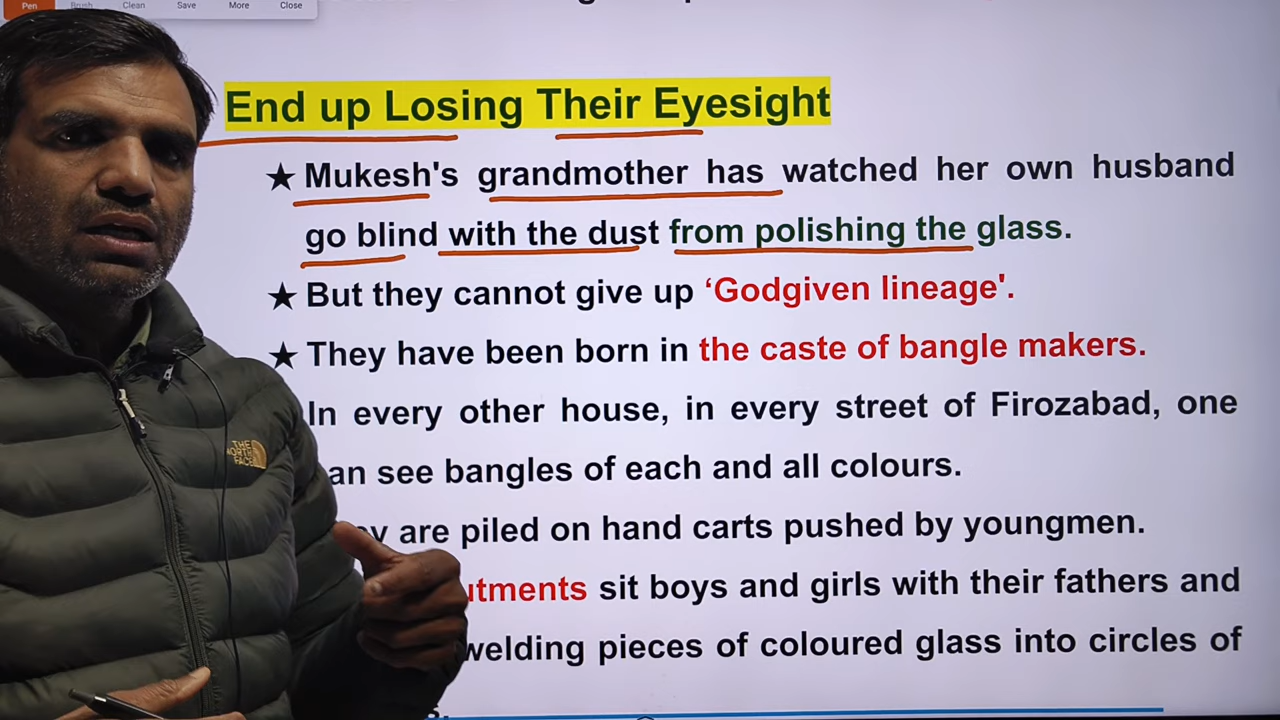 Pen Brush Clean Save More Close
End up Losing Their Eyesight
★ Mukesh's grandmother has watched her own husband
go blind with the dust from polishing the glass.
★ But they cannot give up ‘Godgiven lineage'.
★ They have been born in the caste of bangle makers.
In every other house, in every street of Firozabad, one
an see bangles of each and all colours.
are piled on hand carts pushed by youngmen.
utments sit boys and girls with their fathers and
welding pieces of coloured glass into circles of
THE NORTH FACE